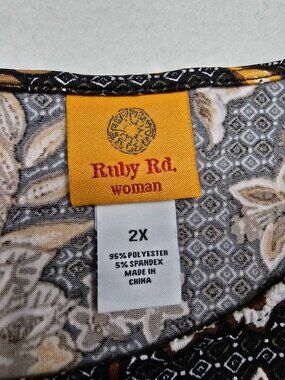 Ruby Rd.
woman
2X
95% POLYESTER
5% SPANDEX
MADE IN
CHINA